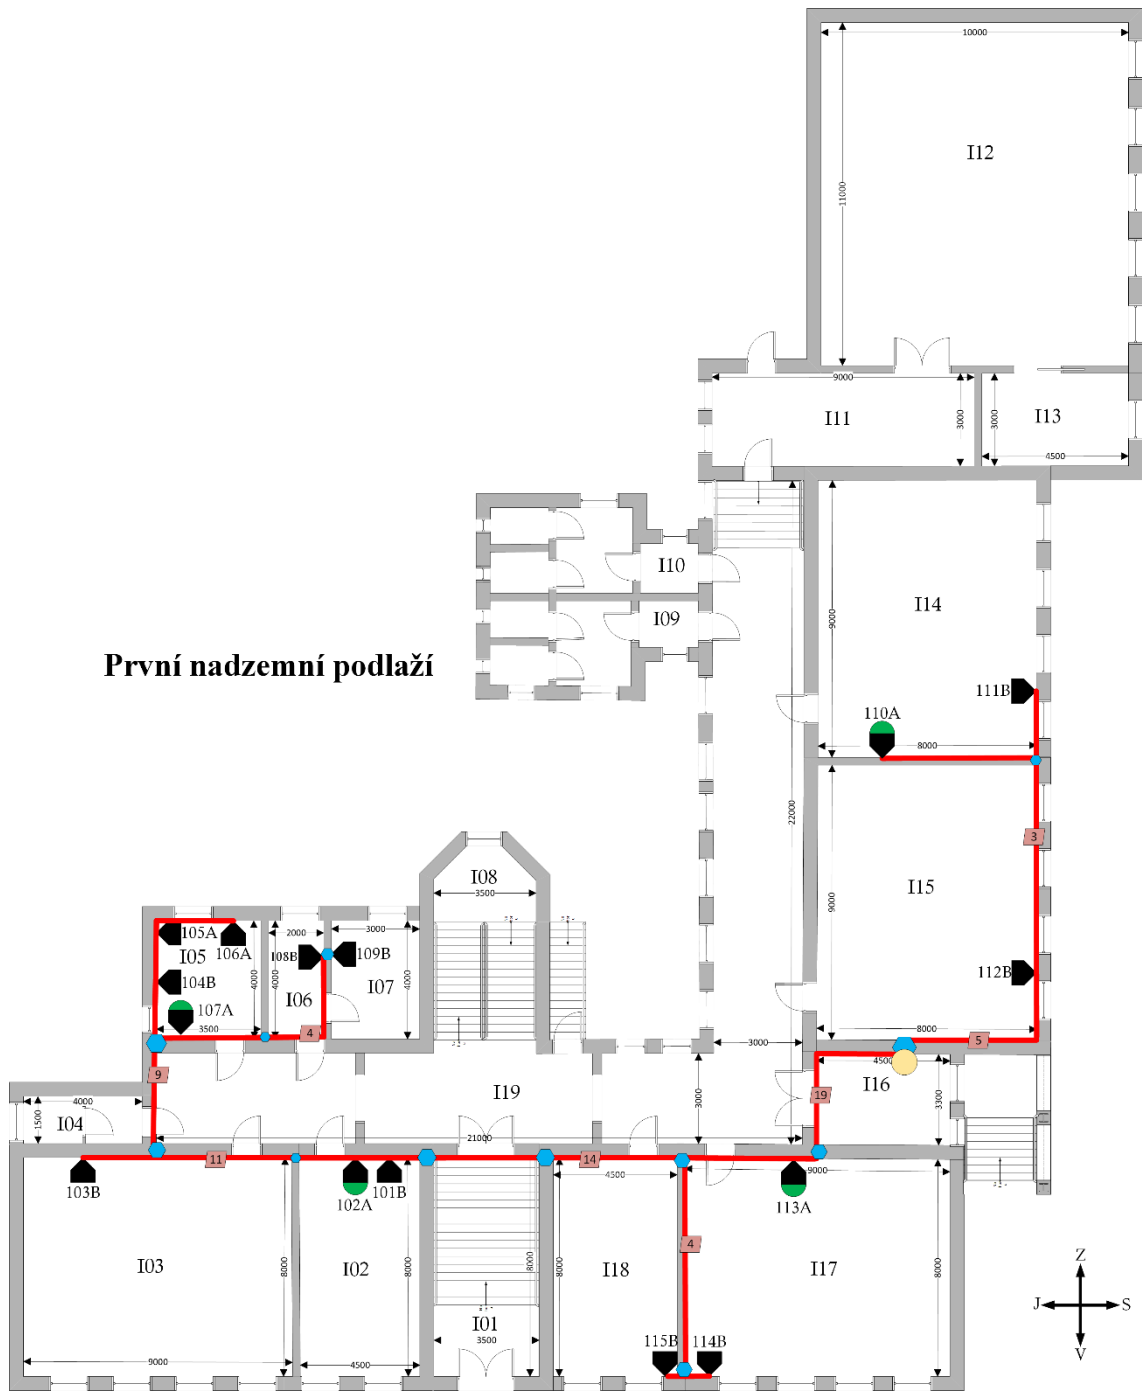 10000
I12
11000
9000
I11
3000
3000
I13
4500
I10
I14
9000
I09
První nadzemní podlaží
111B
110A
8000
22000
3
I15
9000
I08
3500
105A
106A
I05
4000
2000
108B
4000
I06
3000
109B
I07
4000
104B
107A
3500
4
112B
8000
5
3000
4500
I16
19
3300
9
4000
1500
I04
I19
3000
21000
11
103B
102A
101B
14
4500
9000
113A
I03
8000
I02
8000
8000
8000
I18
4
I17
8000
I01
3500
115B
114B
9000
4500
Z
J
S
V